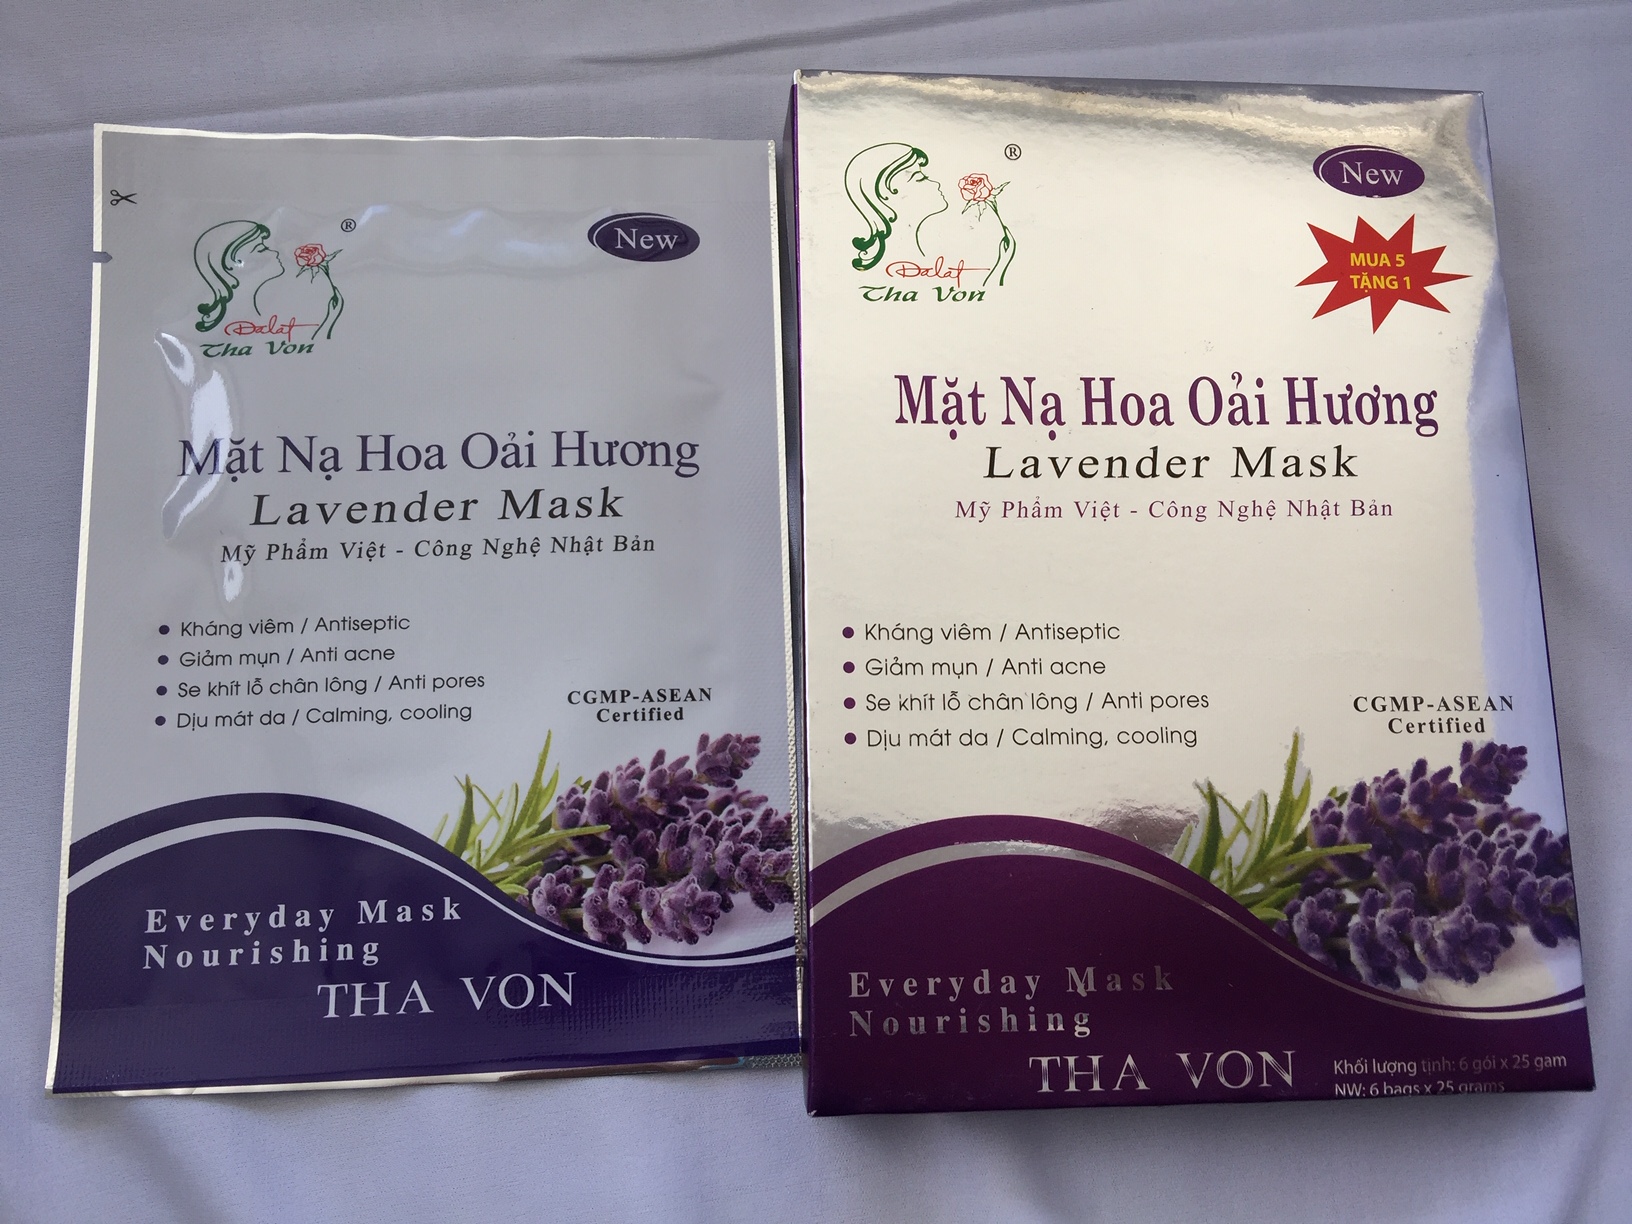 ®
New
Dalat
Tha Von
Mặt Nạ Hoa Oải Hương
Lavender Mask
Mỹ Phẩm Việt - Công Nghệ Nhật Bản
Kháng viêm / Antiseptic
Giảm mụn / Anti acne
Se khít lỗ chân lông / Anti pores
Dịu mát da / Calming, cooling
CGMP-ASEAN
Certified
Everyday Mask
Nourishing
THA VON
®
New
MUA 5
TẶNG 1
Dalat
Tha Von
Mặt Nạ Hoa Oải Hương
Lavender Mask
Mỹ Phẩm Việt - Công Nghệ Nhật Bản
Kháng viêm / Antiseptic
Giảm mụn / Anti acne
Se khít lỗ chân lông / Anti pores
Dịu mát da / Calming, cooling
CGMP-ASEAN
Certified
Everyday Mask
Nourishing
THA VON
Khối lượng tịnh: 6 gói x 25 gam
NW: 6 bags x 25 grams